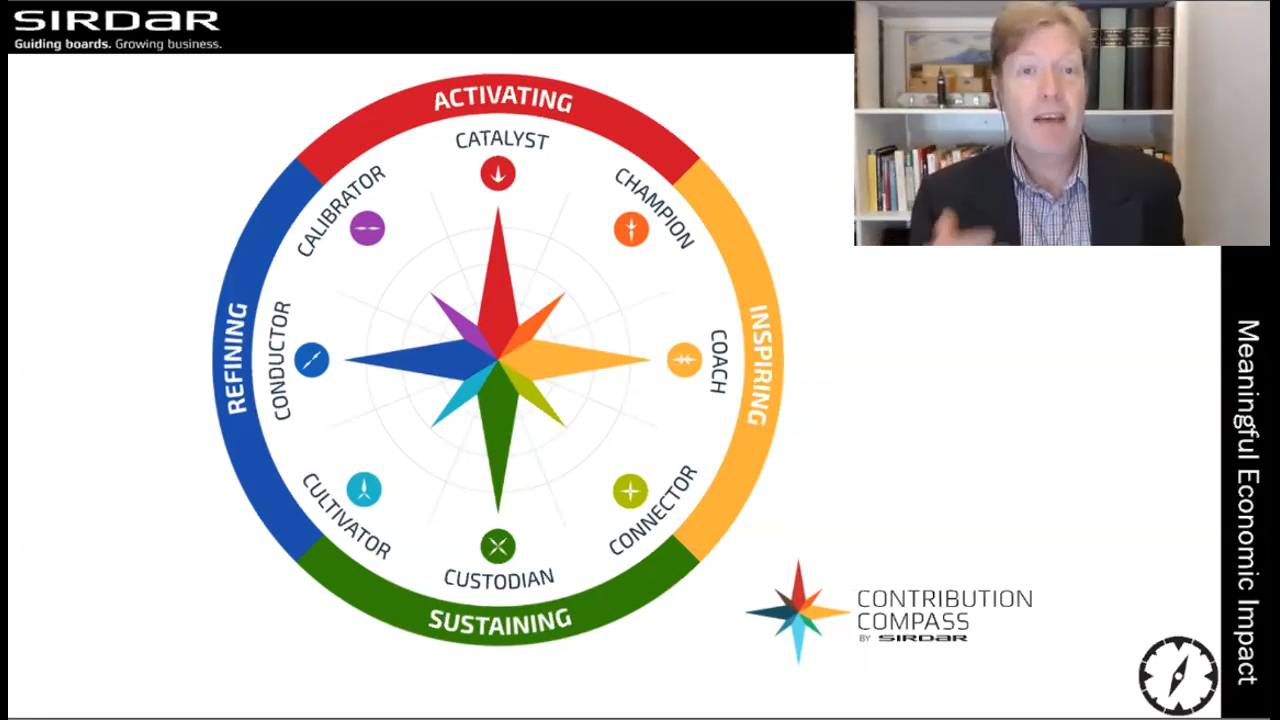 SIRDAR
Guiding boards. Growing business.
ACTIVATING
CATALYST
CHAMPION
CALIBRATOR
INSPIRING
COACH
REFINING
CONDUCTOR
CONNECTOR
CULTIVATOR
CUSTODIAN
SUSTAINING
CONTRIBUTION
COMPASS
BY SIRDAR
Meaningful Economic Impact